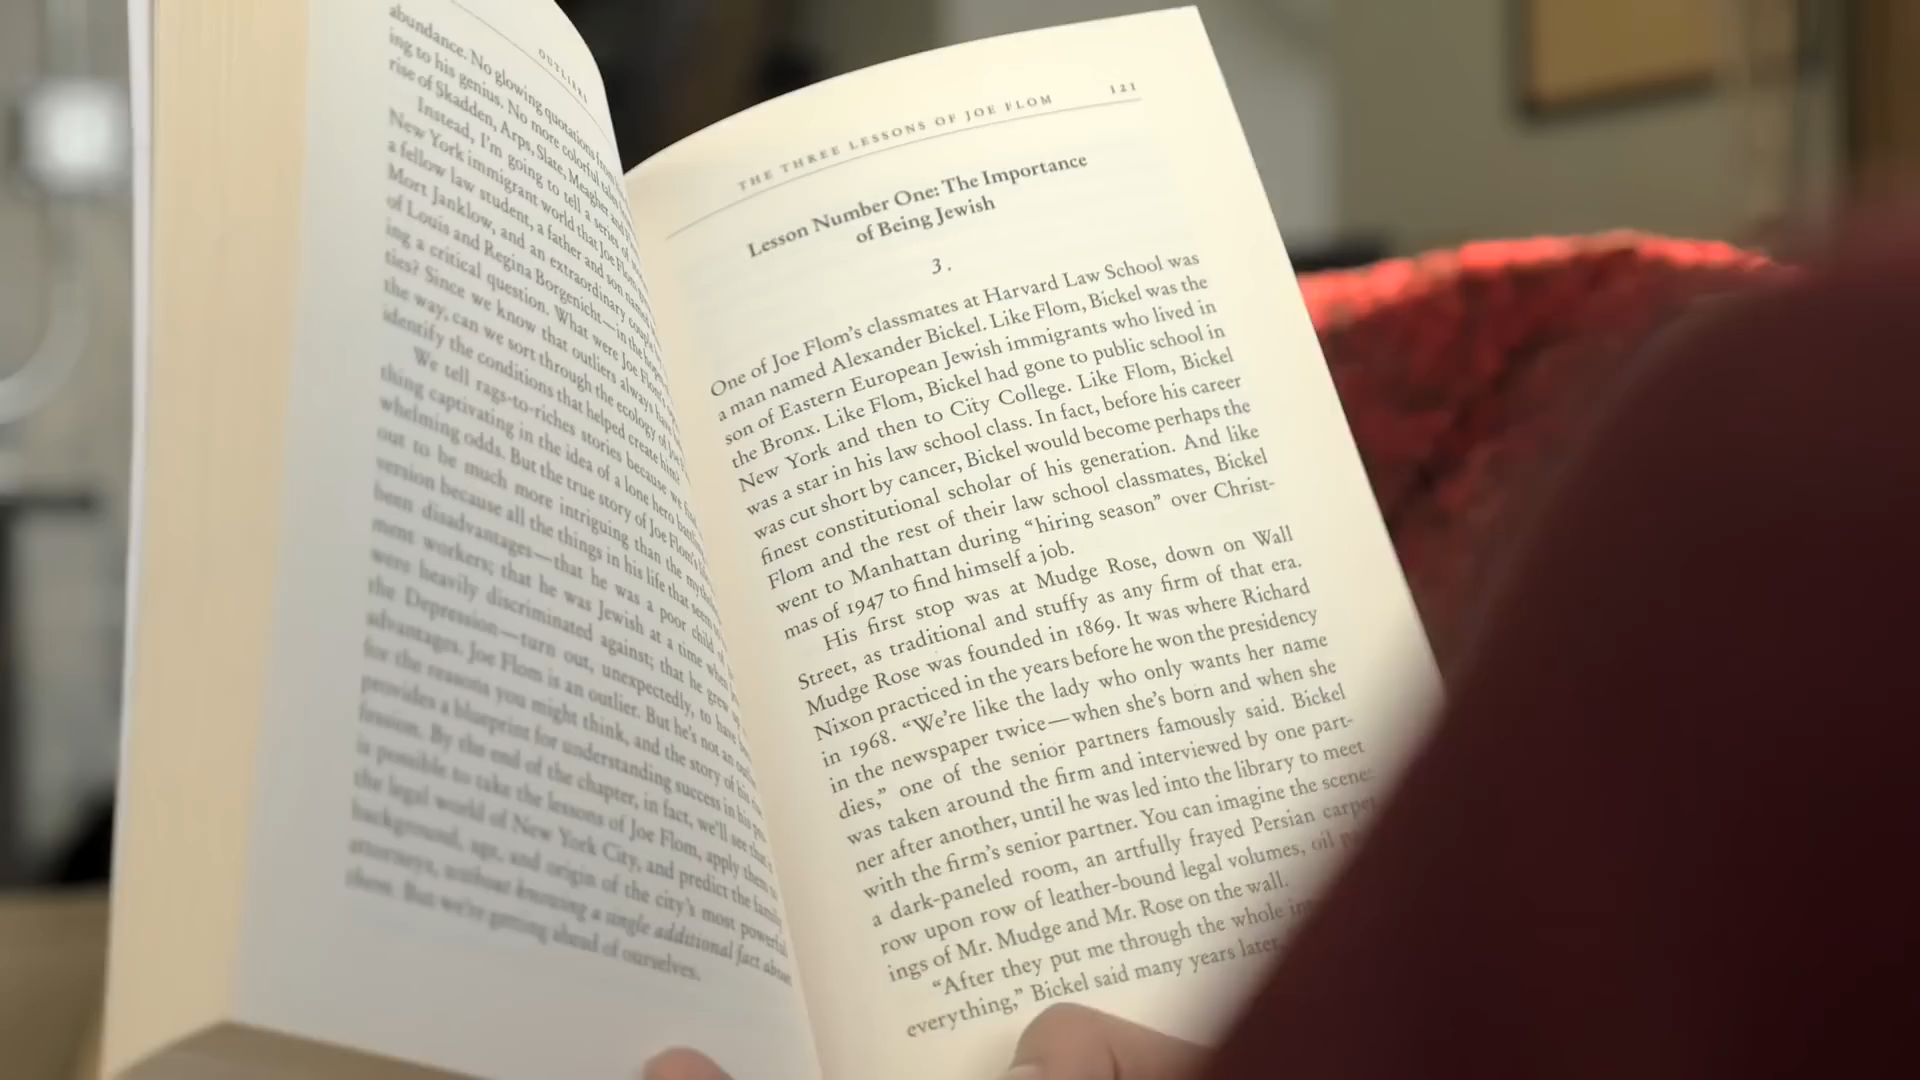 OUTLIERS
abundance. No glowing quotations from
ing to his genius. No more colorful tales
rise of Skadden, Arps, Slate, Meagher and
Instead, I'm going to tell a series of
New York immigrant world that Joe Flom
a fellow law student, a father and son named
Mort Janklow, and an extraordinary couple
of Louis and Regina Borgenicht—in the hope
ing a critical question. What were Joe Flom's
ties? Since we know that outliers always have
the way, can we sort through the ecology of Joe
identify the conditions that helped create him?
We tell rags-to-riches stories because we find
thing captivating in the idea of a lone hero
whelming odds. But the true story of Joe Flom's
out to be much more intriguing than the
version because all the things in his life that seem
been disadvantages—that he was a poor child of
ment workers; that he was Jewish at a time when
were heavily discriminated against; that he grew
the Depression—turn out, unexpectedly, to have
advantages. Joe Flom is an outlier. But he's not an
for the reasons you might think, and the story of his
provides a blueprint for understanding success in his
fession. By the end of the chapter, in fact, we'll see that
is possible to take the lessons of Joe Flom, apply them to
the legal world of New York City, and predict the family
background, age, and origin of the city's most powerful
attorneys, without knowing a single additional fact about
them. But we're getting ahead of ourselves.
THE THREE LESSONS OF JOE FLOM 121
Lesson Number One: The Importance
of Being Jewish
3.
One of Joe Flom's classmates at Harvard Law School was
a man named Alexander Bickel. Like Flom, Bickel was the
son of Eastern European Jewish immigrants who lived in
the Bronx. Like Flom, Bickel had gone to public school in
New York and then to City College. Like Flom, Bickel
was a star in his law school class. In fact, before his career
was cut short by cancer, Bickel would become perhaps the
finest constitutional scholar of his generation. And like
Flom and the rest of their law school classmates, Bickel
went to Manhattan during “hiring season” over Christ-
mas of 1947 to find himself a job.
His first stop was at Mudge Rose, down on Wall
Street, as traditional and stuffy as any firm of that era.
Mudge Rose was founded in 1869. It was where Richard
Nixon practiced in the years before he won the presidency
in 1968. “We're like the lady who only wants her name
in the newspaper twice—when she's born and when she
dies,” one of the senior partners famously said. Bickel
was taken around the firm and interviewed by one part-
ner after another, until he was led into the library to meet
with the firm's senior partner. You can imagine the scene:
a dark-paneled room, an artfully frayed Persian carpet,
row upon row of leather-bound legal volumes, oil
ings of Mr. Mudge and Mr. Rose on the wall.
“After they put me through the whole
everything,” Bickel said many years later,